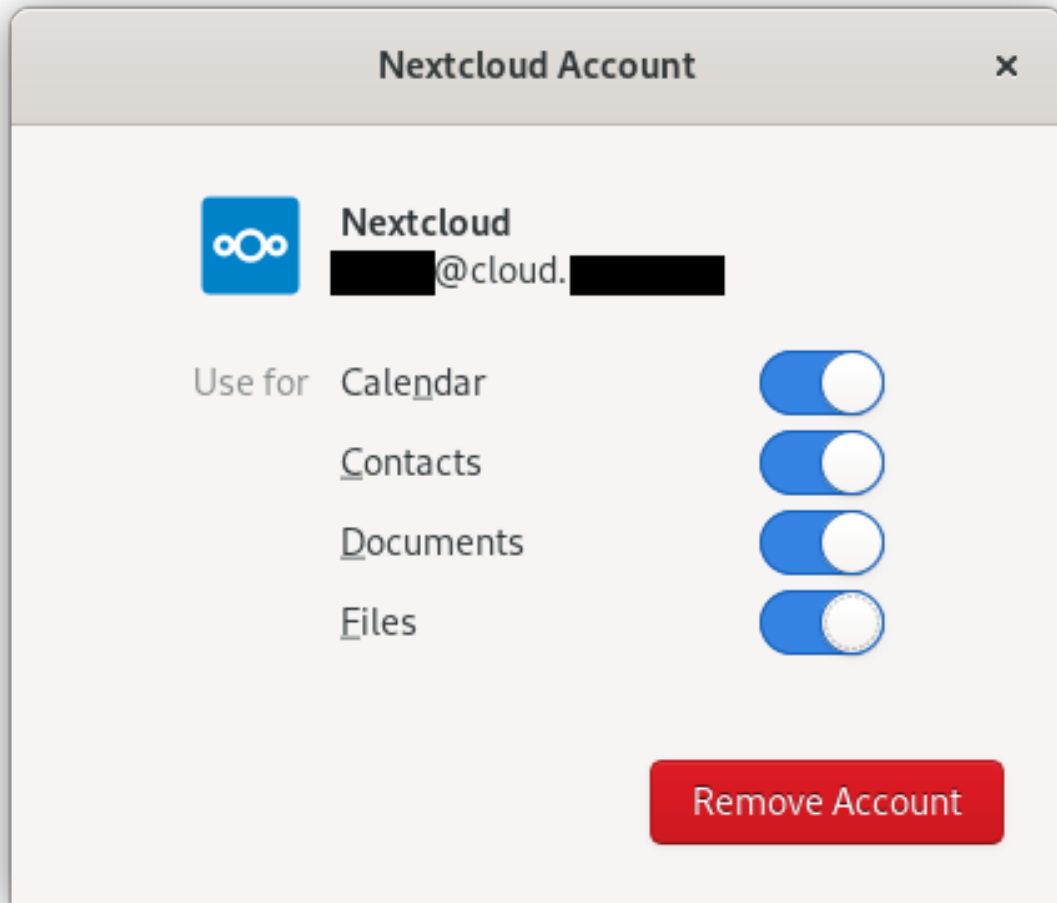 Nextcloud Account
Nextcloud
@cloud.
Use for Calendar
Contacts
Documents
Files
Remove Account